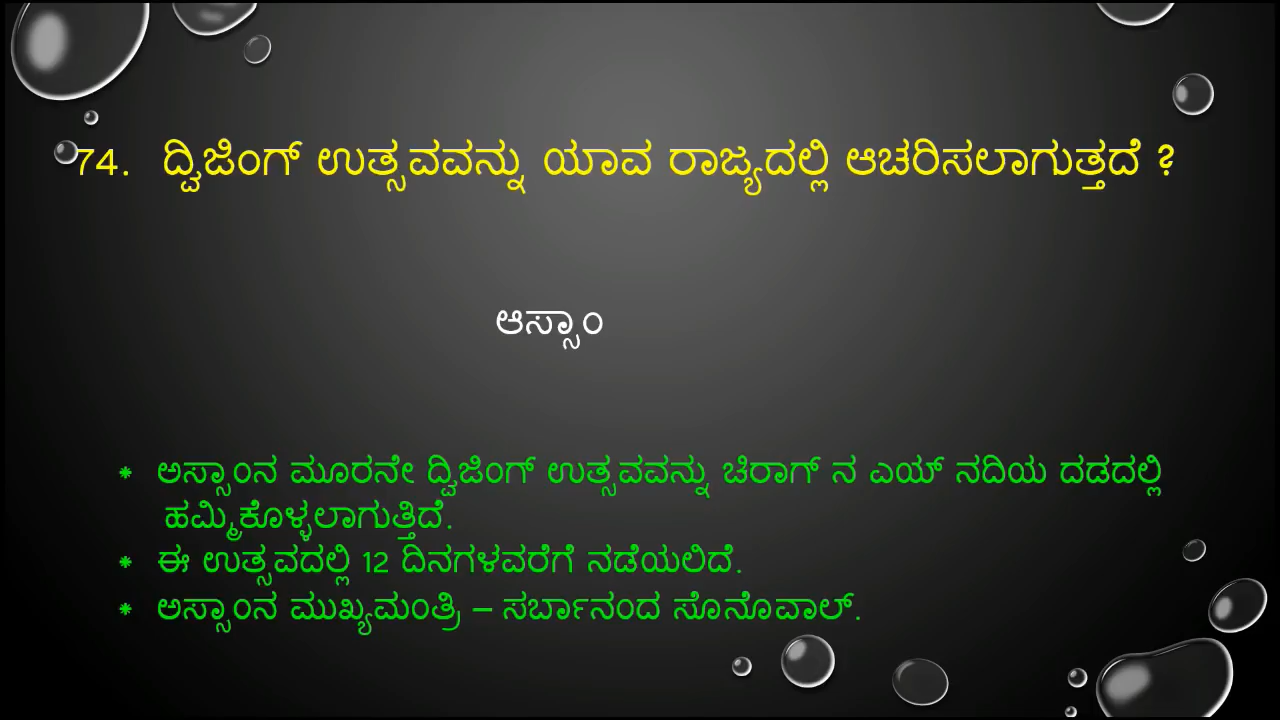 74. ದ್ವಿಜಿಂಗ್ ಉತ್ಸವವನ್ನು ಯಾವ ರಾಜ್ಯದಲ್ಲಿ ಆಚರಿಸಲಾಗುತ್ತದೆ ?
ಆಸ್ಸಾಂ
* ಅಸ್ಸಾಂನ ಮೂರನೇ ದ್ವಿಜಿಂಗ್ ಉತ್ಸವವನ್ನು ಚಿರಾಗ್ ನ ಎಯ್ ನದಿಯ ದಡದಲ್ಲಿ
ಹಮ್ಮಿಕೊಳ್ಳಲಾಗುತ್ತಿದೆ.
* ಈ ಉತ್ಸವದಲ್ಲಿ 12 ದಿನಗಳವರೆಗೆ ನಡೆಯಲಿದೆ.
* ಅಸ್ಸಾಂನ ಮುಖ್ಯಮಂತ್ರಿ – ಸರ್ಬಾನಂದ ಸೊನೊವಾಲ್.